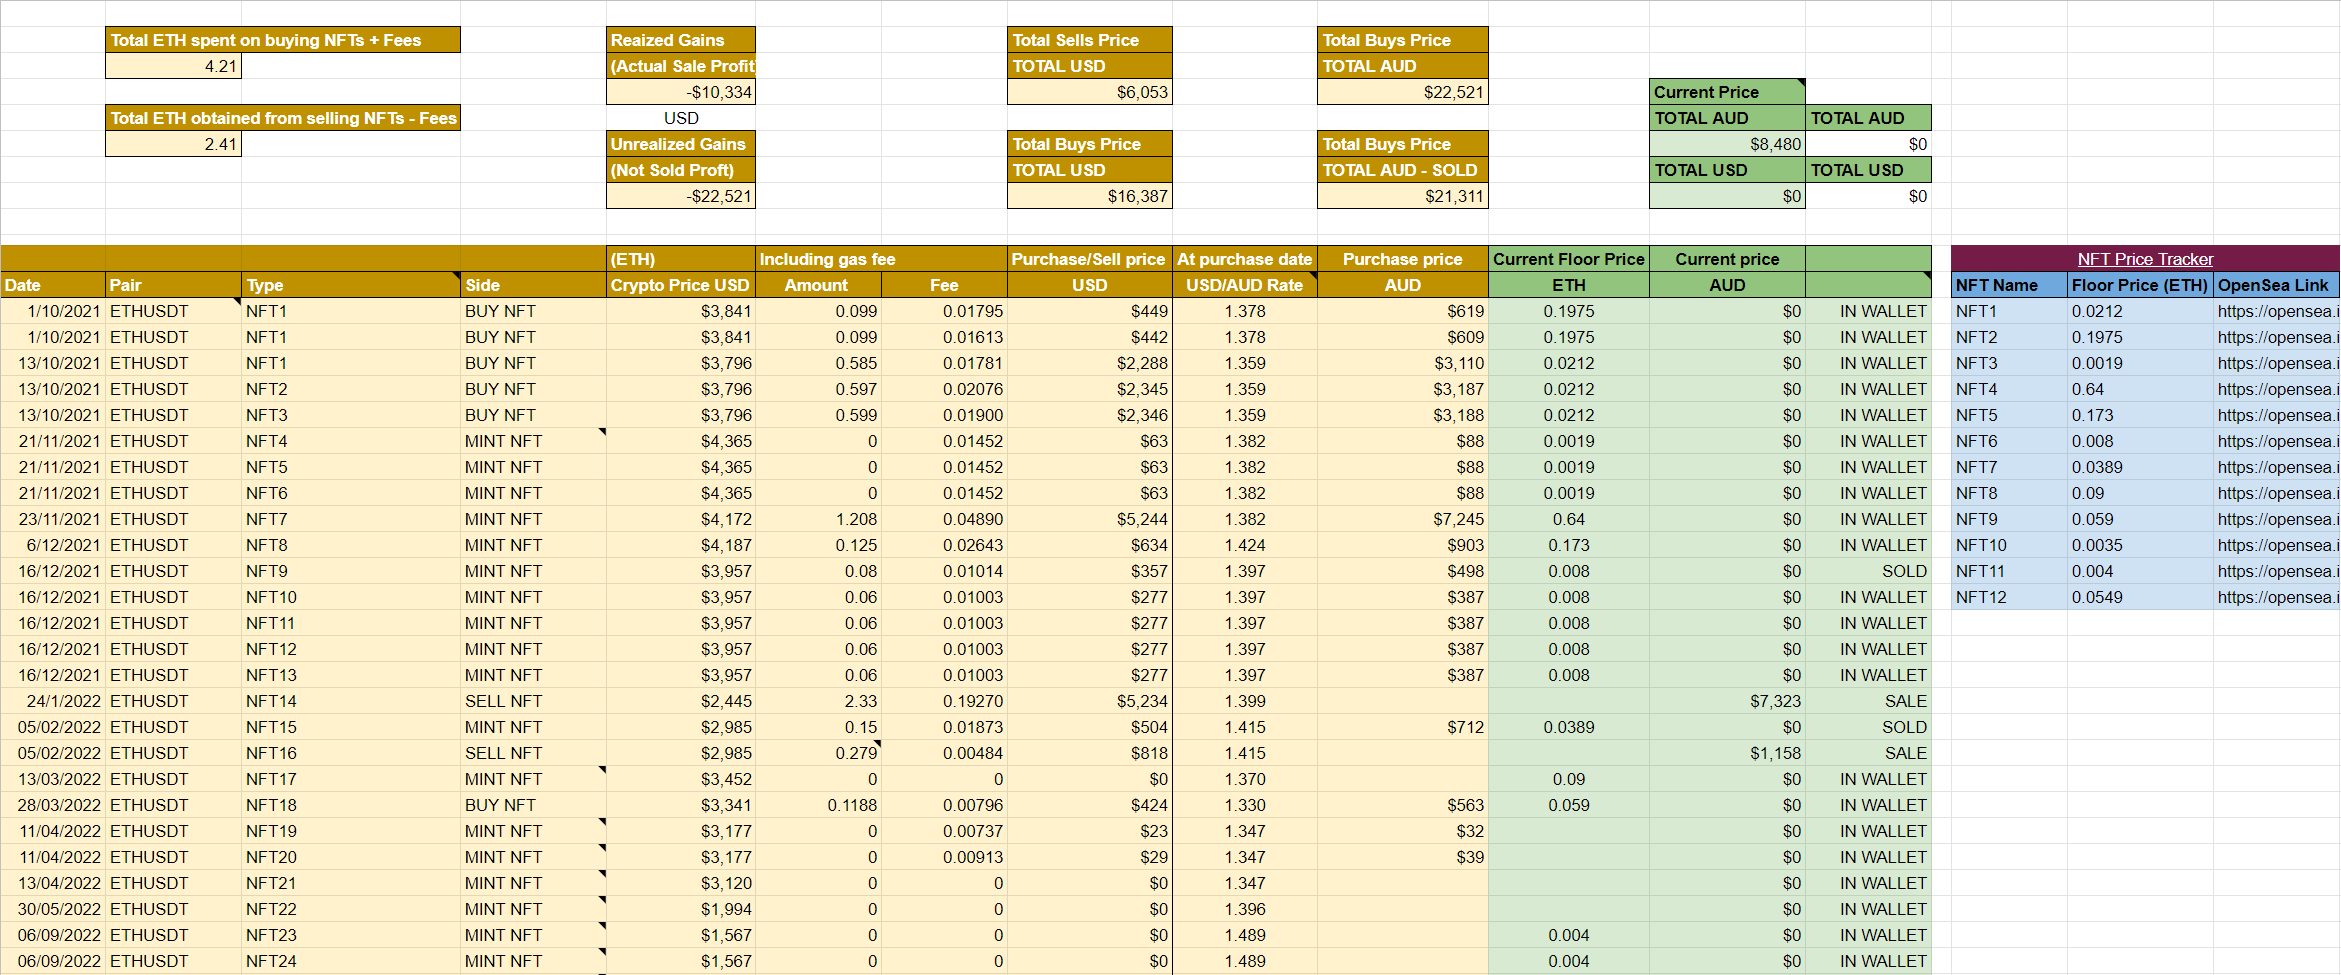 Total ETH spent on buying NFTs + Fees Reaized Gains Total Sells Price Total Buys Price
4.21 (Actual Sale Profit TOTAL USD TOTAL AUD
-$10,334 $6,053 $22,521 Current Price
Total ETH obtained from selling NFTs - Fees USD TOTAL AUD TOTAL AUD
2.41 Unrealized Gains Total Buys Price Total Buys Price $8,480 $0
(Not Sold Proft) TOTAL USD TOTAL AUD - SOLD TOTAL USD TOTAL USD
-$22,521 $16,387 $21,311 $0 $0
(ETH) Including gas fee Purchase/Sell price At purchase date Purchase price Current Floor Price Current price NFT Price Tracker
Date Pair Type Side Crypto Price USD Amount Fee USD USD/AUD Rate AUD ETH AUD NFT Name Floor Price (ETH) OpenSea Link
1/10/2021 ETHUSDT NFT1 BUY NFT $3,841 0.099 0.01795 $449 1.378 $619 0.1975 $0 IN WALLET NFT1 0.0212 https://opensea.i
1/10/2021 ETHUSDT NFT1 BUY NFT $3,841 0.099 0.01613 $442 1.378 $609 0.1975 $0 IN WALLET NFT2 0.1975 https://opensea.i
13/10/2021 ETHUSDT NFT1 BUY NFT $3,796 0.585 0.01781 $2,288 1.359 $3,110 0.0212 $0 IN WALLET NFT3 0.0019 https://opensea.i
13/10/2021 ETHUSDT NFT2 BUY NFT $3,796 0.597 0.02076 $2,345 1.359 $3,187 0.0212 $0 IN WALLET NFT4 0.64 https://opensea.i
13/10/2021 ETHUSDT NFT3 BUY NFT $3,796 0.599 0.01900 $2,346 1.359 $3,188 0.0212 $0 IN WALLET NFT5 0.173 https://opensea.i
21/11/2021 ETHUSDT NFT4 MINT NFT $4,365 0 0.01452 $63 1.382 $88 0.0019 $0 IN WALLET NFT6 0.008 https://opensea.i
21/11/2021 ETHUSDT NFT5 MINT NFT $4,365 0 0.01452 $63 1.382 $88 0.0019 $0 IN WALLET NFT7 0.0389 https://opensea.i
21/11/2021 ETHUSDT NFT6 MINT NFT $4,365 0 0.01452 $63 1.382 $88 0.0019 $0 IN WALLET NFT8 0.09 https://opensea.i
23/11/2021 ETHUSDT NFT7 MINT NFT $4,172 1.208 0.04890 $5,244 1.382 $7,245 0.64 $0 IN WALLET NFT9 0.059 https://opensea.i
6/12/2021 ETHUSDT NFT8 MINT NFT $4,187 0.125 0.02643 $634 1.424 $903 0.173 $0 IN WALLET NFT10 0.0035 https://opensea.i
16/12/2021 ETHUSDT NFT9 MINT NFT $3,957 0.08 0.01014 $357 1.397 $498 0.008 $0 SOLD NFT11 0.004 https://opensea.i
16/12/2021 ETHUSDT NFT10 MINT NFT $3,957 0.06 0.01003 $277 1.397 $387 0.008 $0 IN WALLET NFT12 0.0549 https://opensea.i
16/12/2021 ETHUSDT NFT11 MINT NFT $3,957 0.06 0.01003 $277 1.397 $387 0.008 $0 IN WALLET
16/12/2021 ETHUSDT NFT12 MINT NFT $3,957 0.06 0.01003 $277 1.397 $387 0.008 $0 IN WALLET
16/12/2021 ETHUSDT NFT13 MINT NFT $3,957 0.06 0.01003 $277 1.397 $387 0.008 $0 IN WALLET
24/1/2022 ETHUSDT NFT14 SELL NFT $2,445 2.33 0.19270 $5,234 1.399 $7,323 SALE
05/02/2022 ETHUSDT NFT15 MINT NFT $2,985 0.15 0.01873 $504 1.415 $712 0.0389 $0 SOLD
05/02/2022 ETHUSDT NFT16 SELL NFT $2,985 0.279 0.00484 $818 1.415 $1,158 SALE
13/03/2022 ETHUSDT NFT17 MINT NFT $3,452 0 0 $0 1.370 0.09 $0 IN WALLET
28/03/2022 ETHUSDT NFT18 BUY NFT $3,341 0.1188 0.00796 $424 1.330 $563 0.059 $0 IN WALLET
11/04/2022 ETHUSDT NFT19 MINT NFT $3,177 0 0.00737 $23 1.347 $32 $0 IN WALLET
11/04/2022 ETHUSDT NFT20 MINT NFT $3,177 0 0.00913 $29 1.347 $39 $0 IN WALLET
13/04/2022 ETHUSDT NFT21 MINT NFT $3,120 0 0 $0 1.347 $0 IN WALLET
30/05/2022 ETHUSDT NFT22 MINT NFT $1,994 0 0 $0 1.396 $0 IN WALLET
06/09/2022 ETHUSDT NFT23 MINT NFT $1,567 0 0 $0 1.489 0.004 $0 IN WALLET
06/09/2022 ETHUSDT NFT24 MINT NFT $1,567 0 0 $0 1.489 0.004 $0 IN WALLET